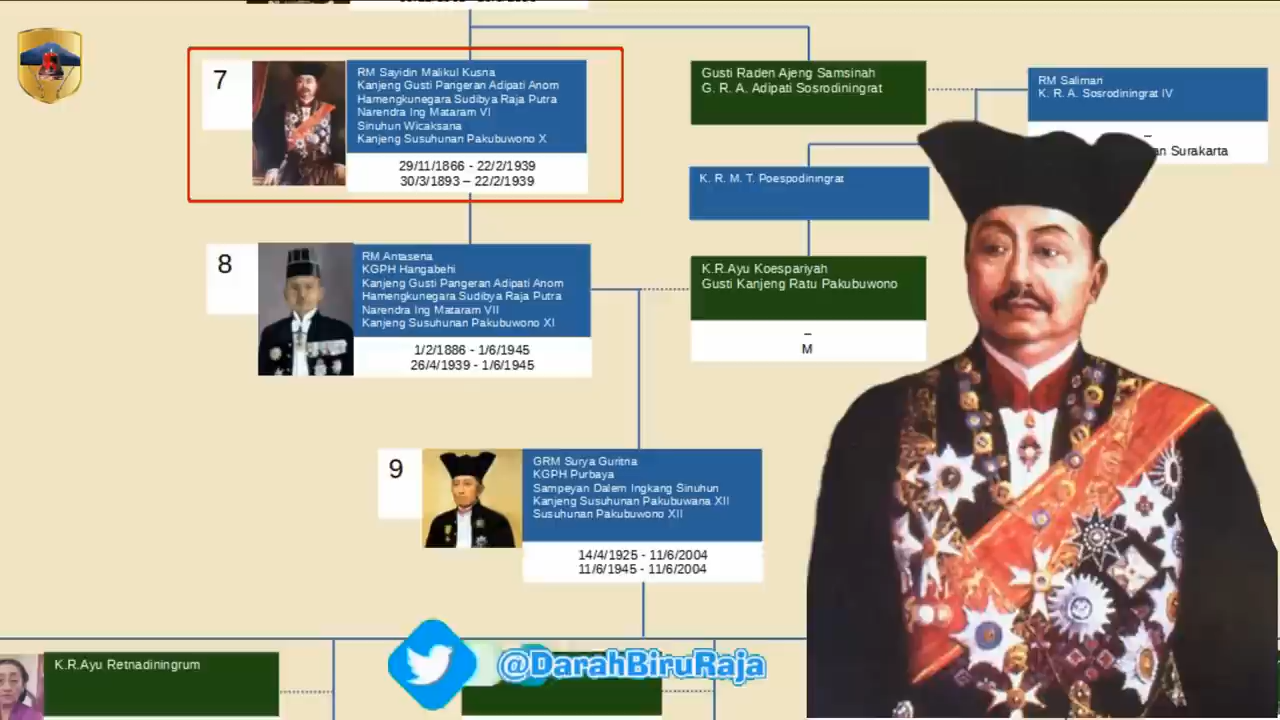 7
RM Sayidin Malikul Kusna
Kanjeng Gusti Pangeran Adipati Anom
Hamengkunegara Sudibya Raja Putra
Narendra Ing Mataram VI
Sinuhun Wicaksana
Kanjeng Susuhunan Pakubuwono X
29/11/1866 - 22/2/1939
30/3/1893 – 22/2/1939
Gusti Raden Ajeng Samsinah
G. R. A. Adipati Sosrodiningrat
RM Saliman
K. R. A. Sosrodiningrat IV
–
Surakarta
K. R. M. T. Poespodiningrat
8
RM Antasena
KGPH Hangabehi
Kanjeng Gusti Pangeran Adipati Anom
Hamengkunegara Sudibya Raja Putra
Narendra Ing Mataram VII
Kanjeng Susuhunan Pakubuwono XI
1/2/1886 - 1/6/1945
26/4/1939 - 1/6/1945
K.R.Ayu Koespariyah
Gusti Kanjeng Ratu Pakubuwono
–
M
9
GRM Surya Guritna
KGPH Purbaya
Sampeyan Dalem Ingkang Sinuhun
Kanjeng Susuhunan Pakubuwana XII
Susuhunan Pakubuwono XII
14/4/1925 - 11/6/2004
11/6/1945 - 11/6/2004
K.R.Ayu Retnadiningrum
@DarahBiruRaja